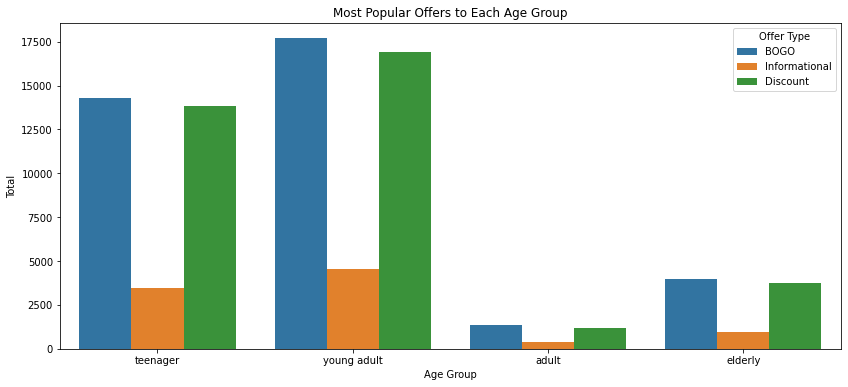 Most Popular Offers to Each Age Group
Offer Type
BOGO
Informational
Discount
17500
15000
12500
10000
7500
5000
2500
0
Total
teenager young adult adult elderly
Age Group